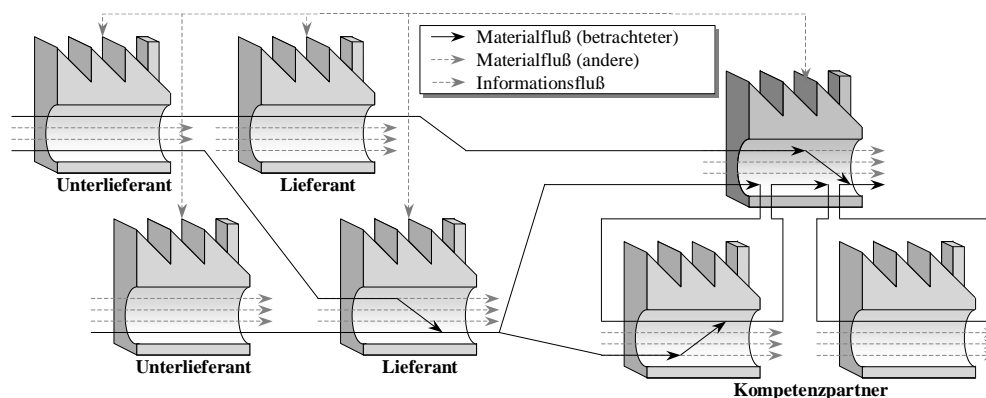 Materialfluß (betrachteter)
Materialfluß (andere)
Informationsfluß
Unterlieferant
Lieferant
Unterlieferant
Lieferant
Kompetenzpartner